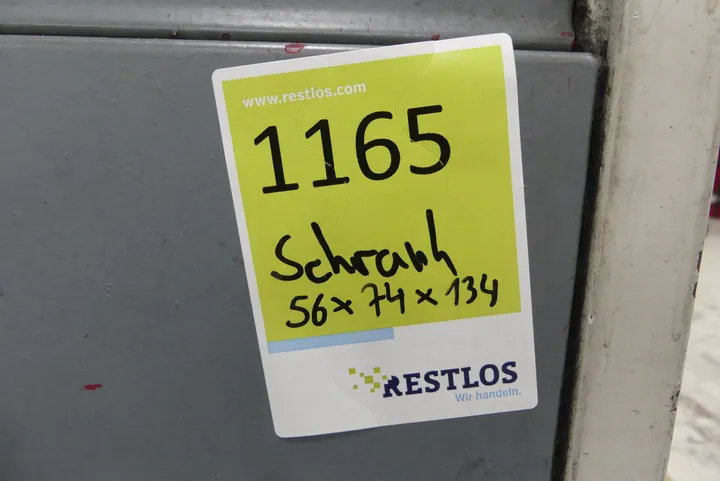 www.restlos.com
1165
Schrank
56 x 74 x 134
RESTLOS
Wir handeln.